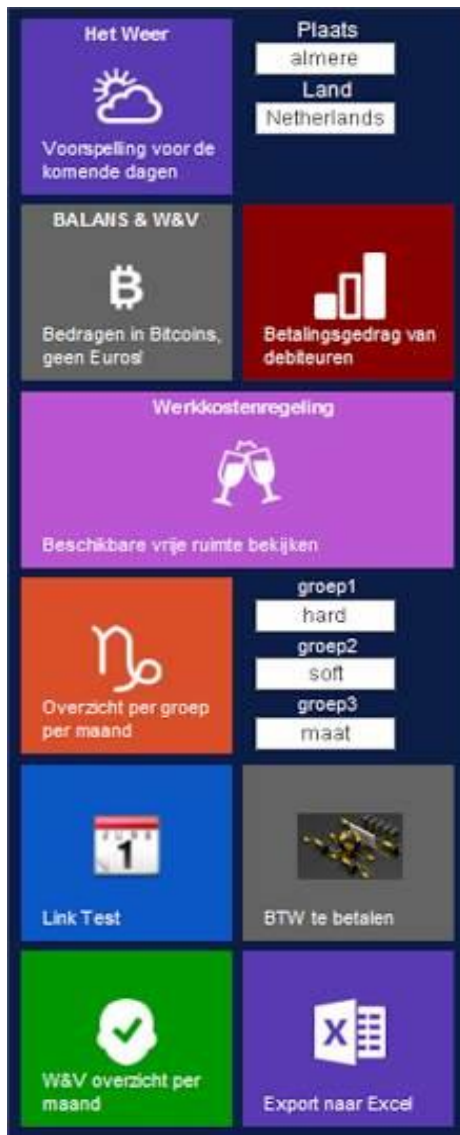 Het Weer
Voorspelling voor de
komende dagen
Plaats
almere
Land
Netherlands
BALANS & W&V
Bedragen in Bitcoins,
geen Euros!
Betalingsgedrag van
debiteuren
Werkkostenregeling
Beschikbare vrije ruimte bekijken
Overzicht per groep
per maand
groep1
hard
groep2
soft
groep3
maat
1
Link Test
BTW te betalen
W&V overzicht per
maand
X
Export naar Excel